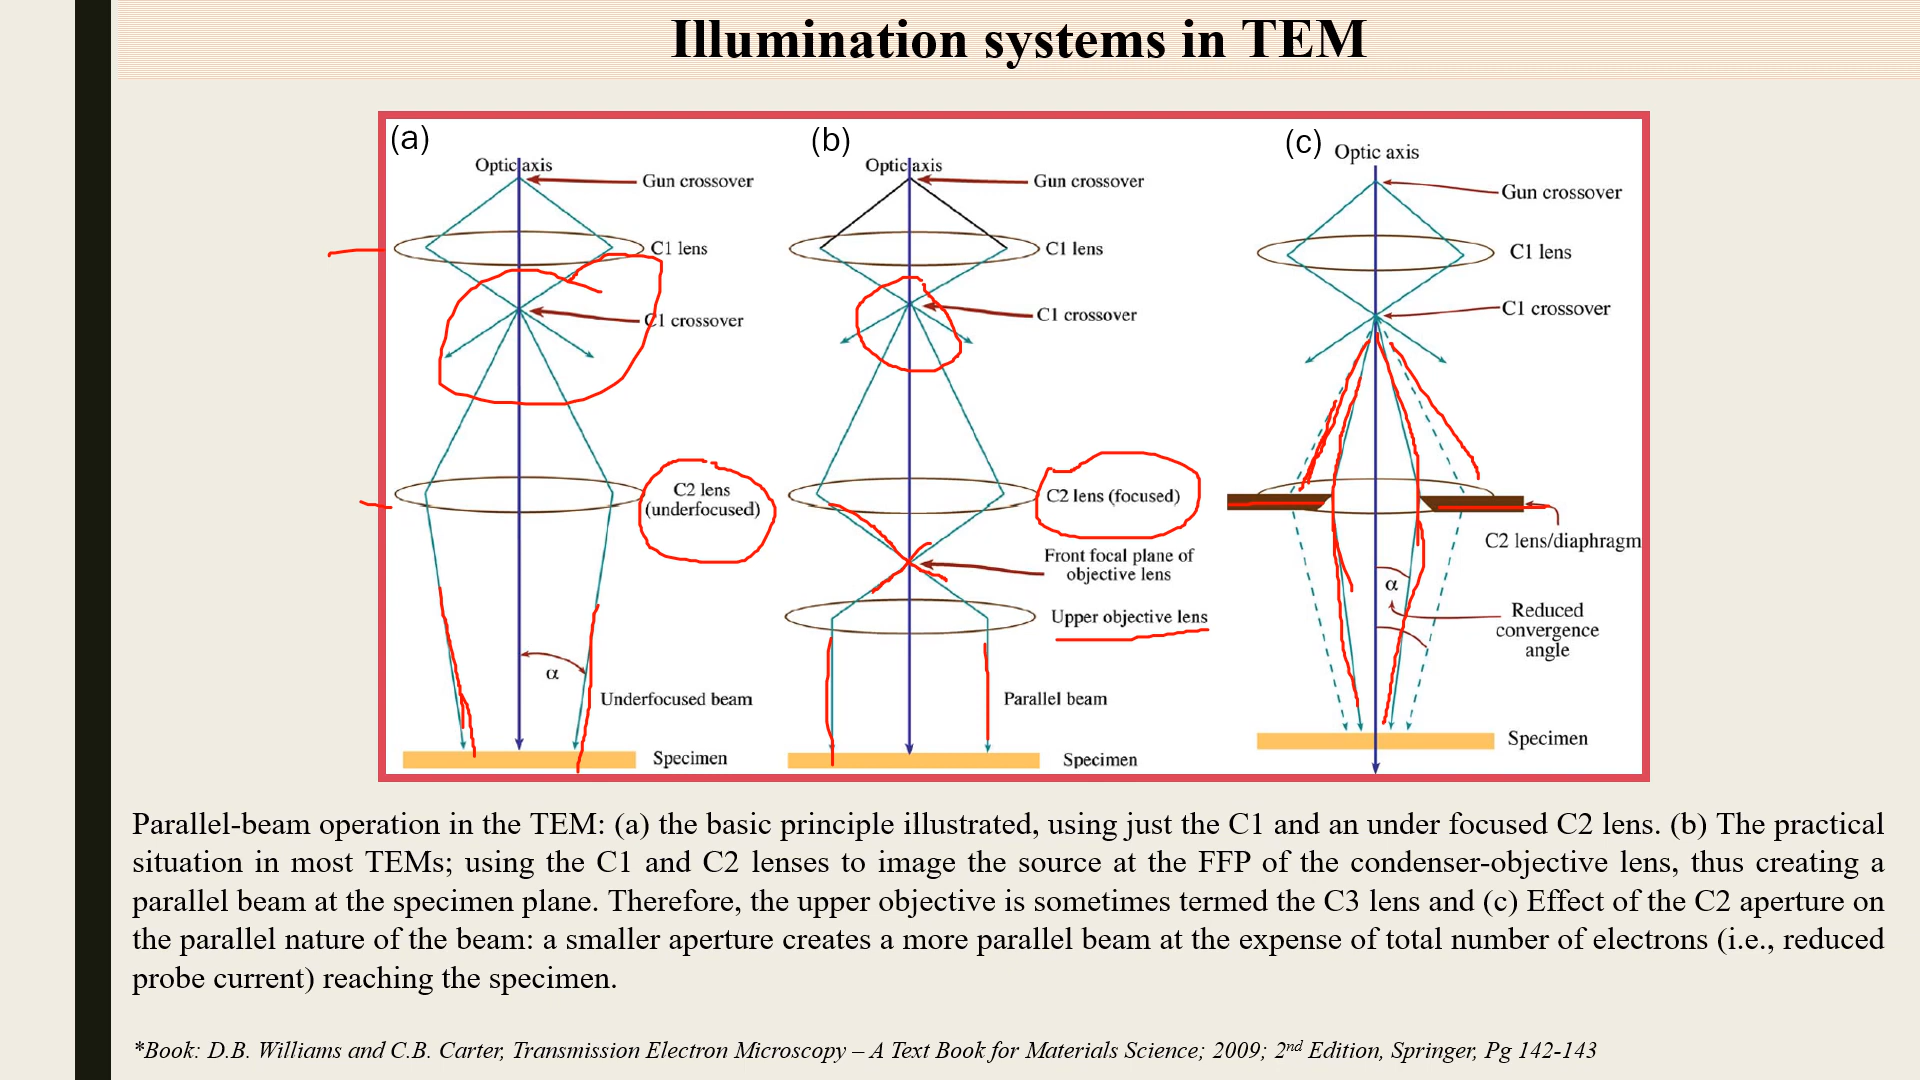 Illumination systems in TEM
(a)
Optic axis
Gun crossover
C1 lens
C1 crossover
C2 lens
(underfocused)
α
Underfocused beam
Specimen
(b)
Optic axis
Gun crossover
C1 lens
C1 crossover
C2 lens (focused)
Front focal plane of
objective lens
Upper objective lens
Parallel beam
Specimen
(c)
Optic axis
Gun crossover
C1 lens
C1 crossover
C2 lens/diaphragm
α
Reduced
convergence
angle
Specimen
Parallel-beam operation in the TEM: (a) the basic principle illustrated, using just the C1 and an under focused C2 lens. (b) The practical
situation in most TEMs; using the C1 and C2 lenses to image the source at the FFP of the condenser-objective lens, thus creating a
parallel beam at the specimen plane. Therefore, the upper objective is sometimes termed the C3 lens and (c) Effect of the C2 aperture on
the parallel nature of the beam: a smaller aperture creates a more parallel beam at the expense of total number of electrons (i.e., reduced
probe current) reaching the specimen.
*Book: D.B. Williams and C.B. Carter, Transmission Electron Microscopy – A Text Book for Materials Science; 2009; 2nd Edition, Springer, Pg 142-143